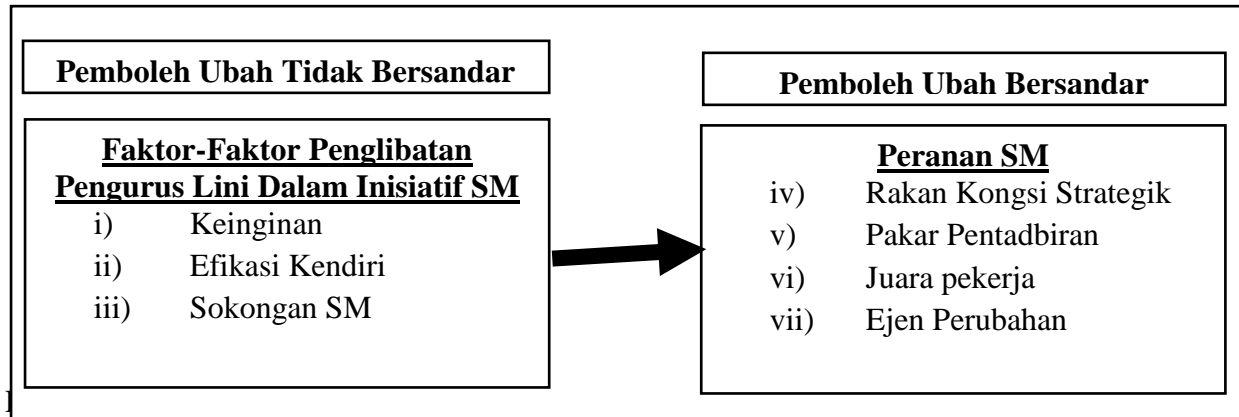 Pemboleh Ubah Tidak Bersandar
Faktor-Faktor Penglibatan
Pengurus Lini Dalam Inisiatif SM
i) Keinginan
ii) Efikasi Kendiri
iii) Sokongan SM
Pemboleh Ubah Bersandar
Peranan SM
iv) Rakan Kongsi Strategik
v) Pakar Pentadbiran
vi) Juara pekerja
vii) Ejen Perubahan